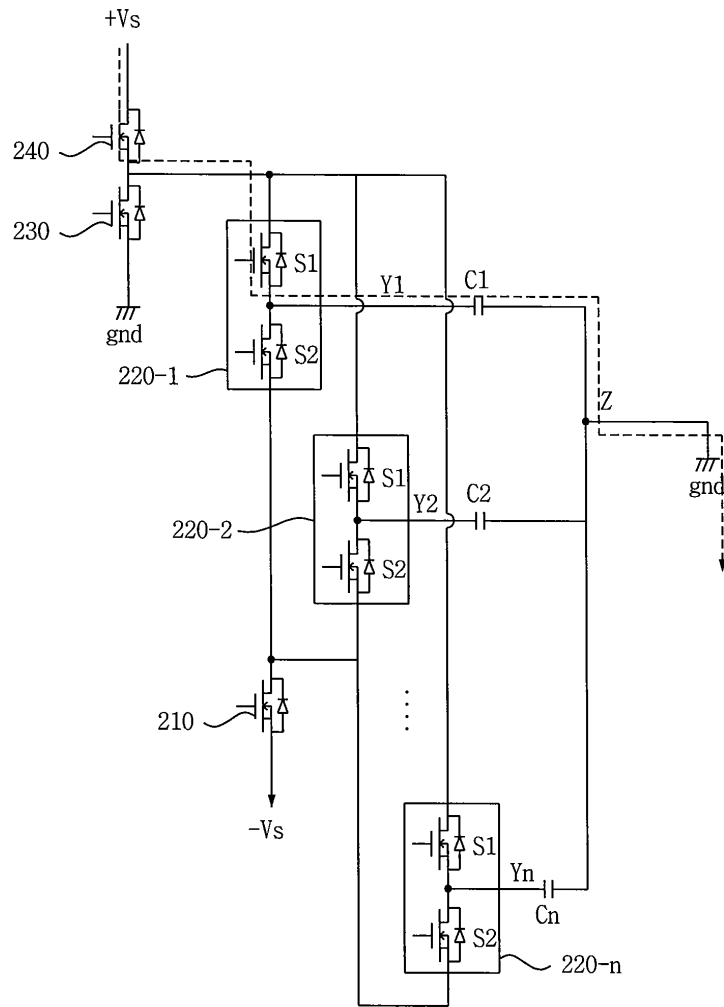 +Vs
240
230
gnd
S1
Y1
C1
S2
220-1
Z
gnd
S1
Y2
C2
220-2
S2
210
-Vs
S1
Yn
Cn
S2
220-n